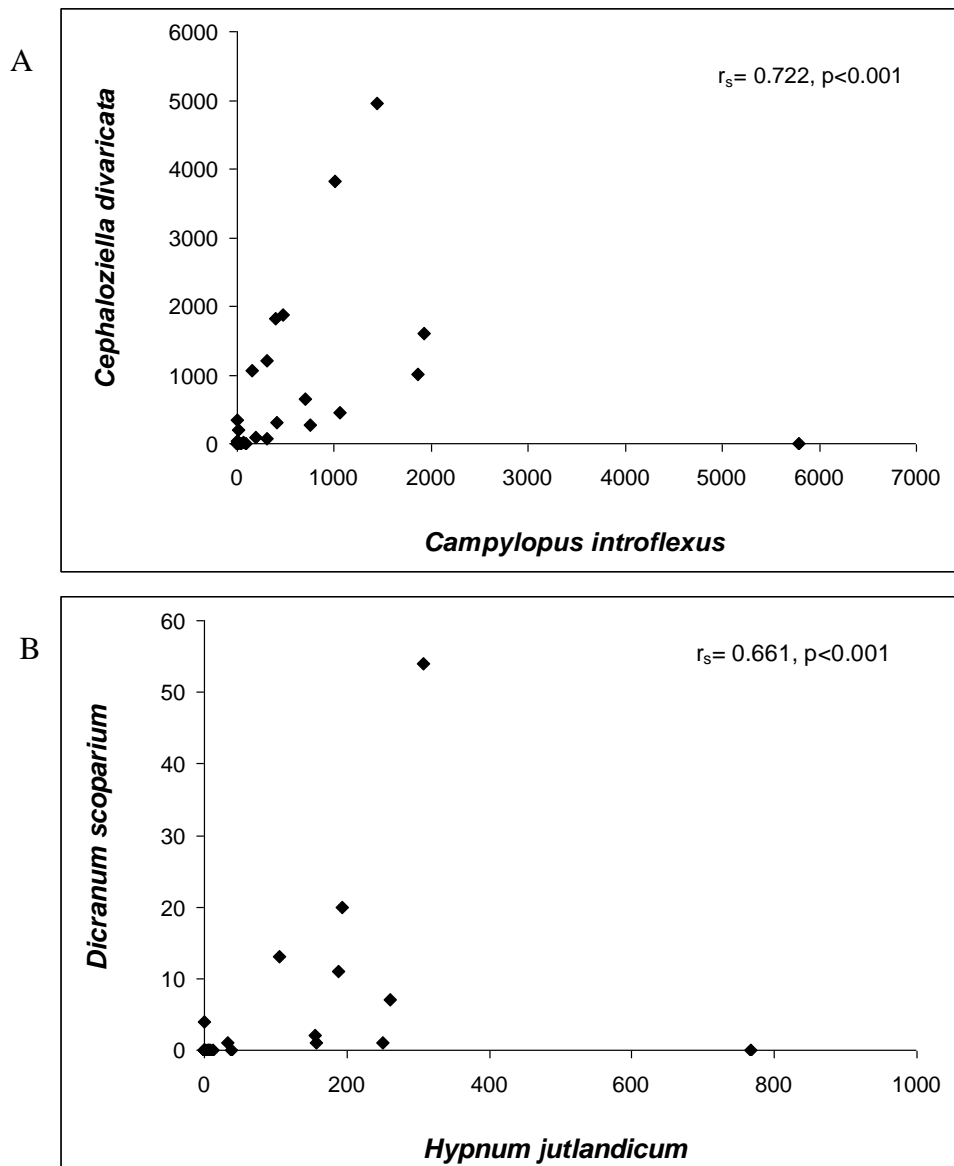 A
6000
5000
4000
3000
2000
1000
0
Cephaloziella divaricata
r_s= 0.722, p<0.001
0 1000 2000 3000 4000 5000 6000 7000
Campylopus introflexus
B
60
50
40
30
20
10
0
Dicranum scoparium
r_s= 0.661, p<0.001
0 200 400 600 800 1000
Hypnum jutlandicum